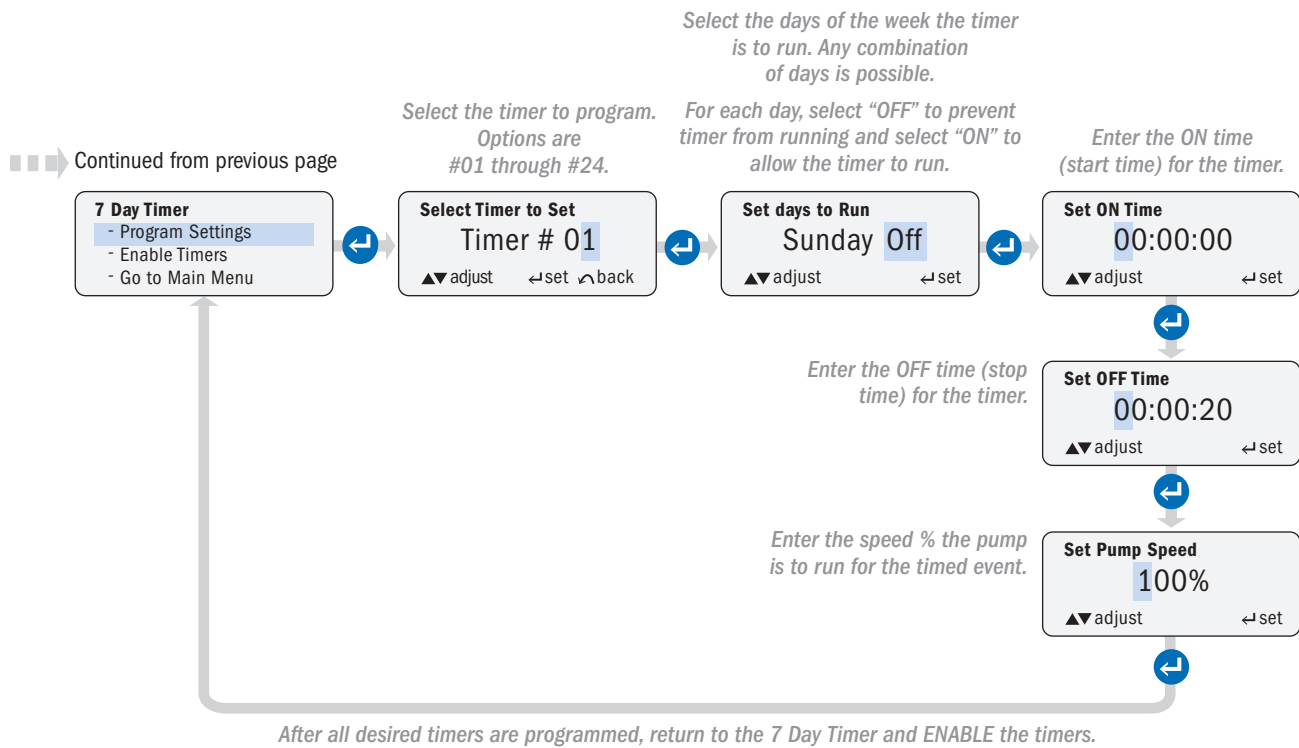 Select the days of the week the timer
is to run. Any combination
of days is possible.
Select the timer to program.
Options are
#01 through #24.
For each day, select “OFF” to prevent
timer from running and select “ON” to
allow the timer to run.
Enter the ON time
(start time) for the timer.
Continued from previous page
7 Day Timer
- Program Settings
- Enable Timers
- Go to Main Menu
Select Timer to Set
Timer # 01
▲▼ adjust ↵ set ↶ back
Set days to Run
Sunday Off
▲▼ adjust ↵ set
Set ON Time
00:00:00
▲▼ adjust ↵ set
Enter the OFF time (stop
time) for the timer.
Set OFF Time
00:00:20
▲▼ adjust ↵ set
Enter the speed % the pump
is to run for the timed event.
Set Pump Speed
100%
▲▼ adjust ↵ set
After all desired timers are programmed, return to the 7 Day Timer and ENABLE the timers.